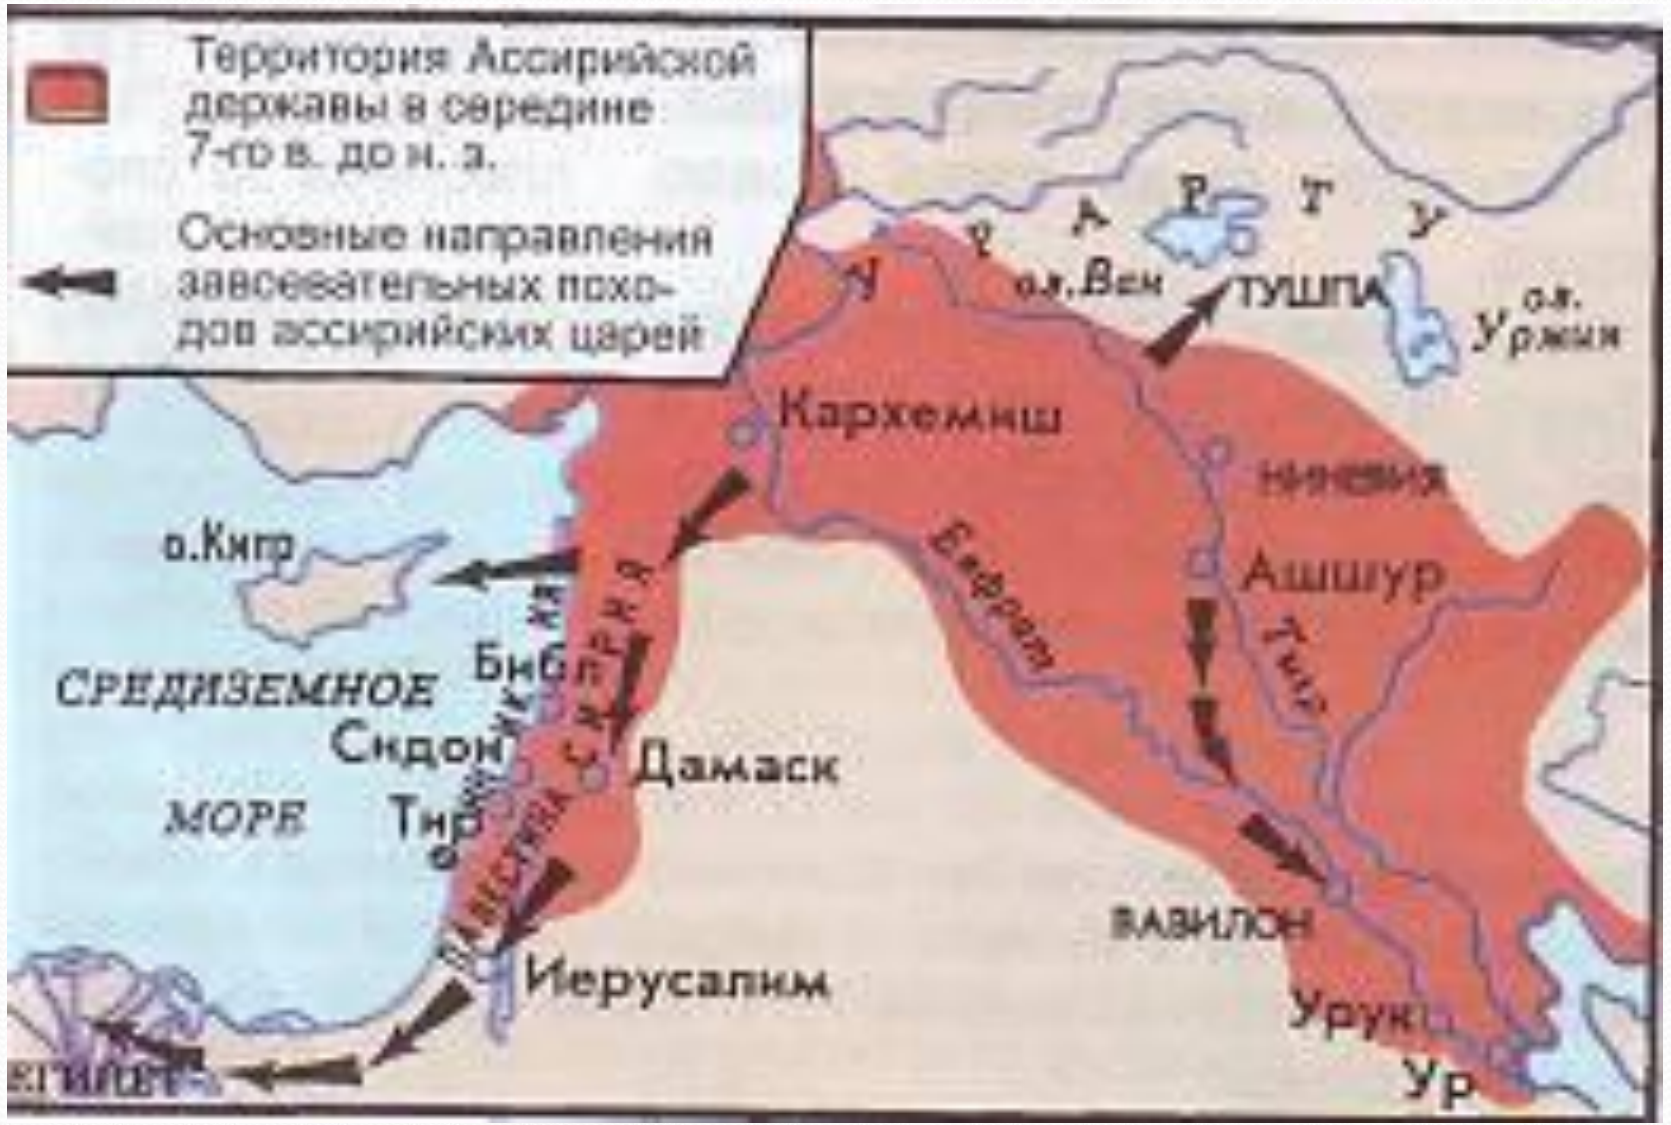 Территория Ассирийской
державы в середине
7-го в. до н. э.
Основные направления
завоевательных похо-
дов ассирийских царей
У Р А Р Т У
оз. Ван
ТУШПА
оз.
Урмия
Кархемиш
НИНЕВИЯ
Ашшур
о.Кипр
Евфрат
Тигр
СИРИЯ
Библ
СРЕДИЗЕМНОЕ
МОРЕ
Сидон
Дамаск
Тир
ПАЛЕСТИНА
ВАВИЛОН
Иерусалим
Урук
Ур
ЕГИПЕТ